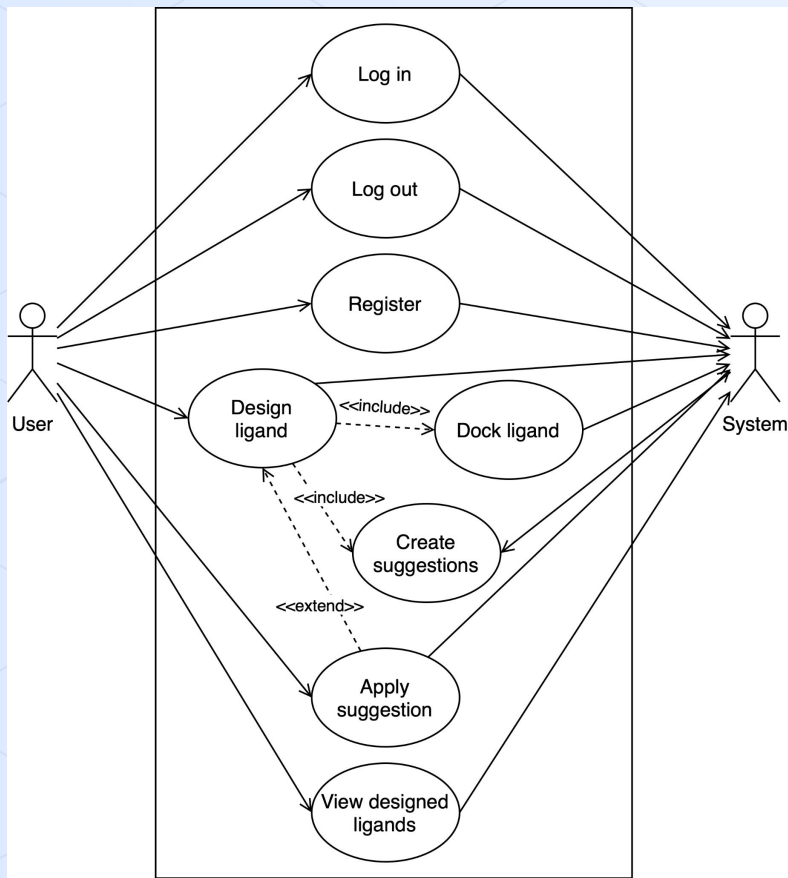 Log in
Log out
Register
User
Design
ligand
<<include>>
Dock ligand
System
<<include>>
Create
suggestions
<<extend>>
Apply
suggestion
View designed
ligands